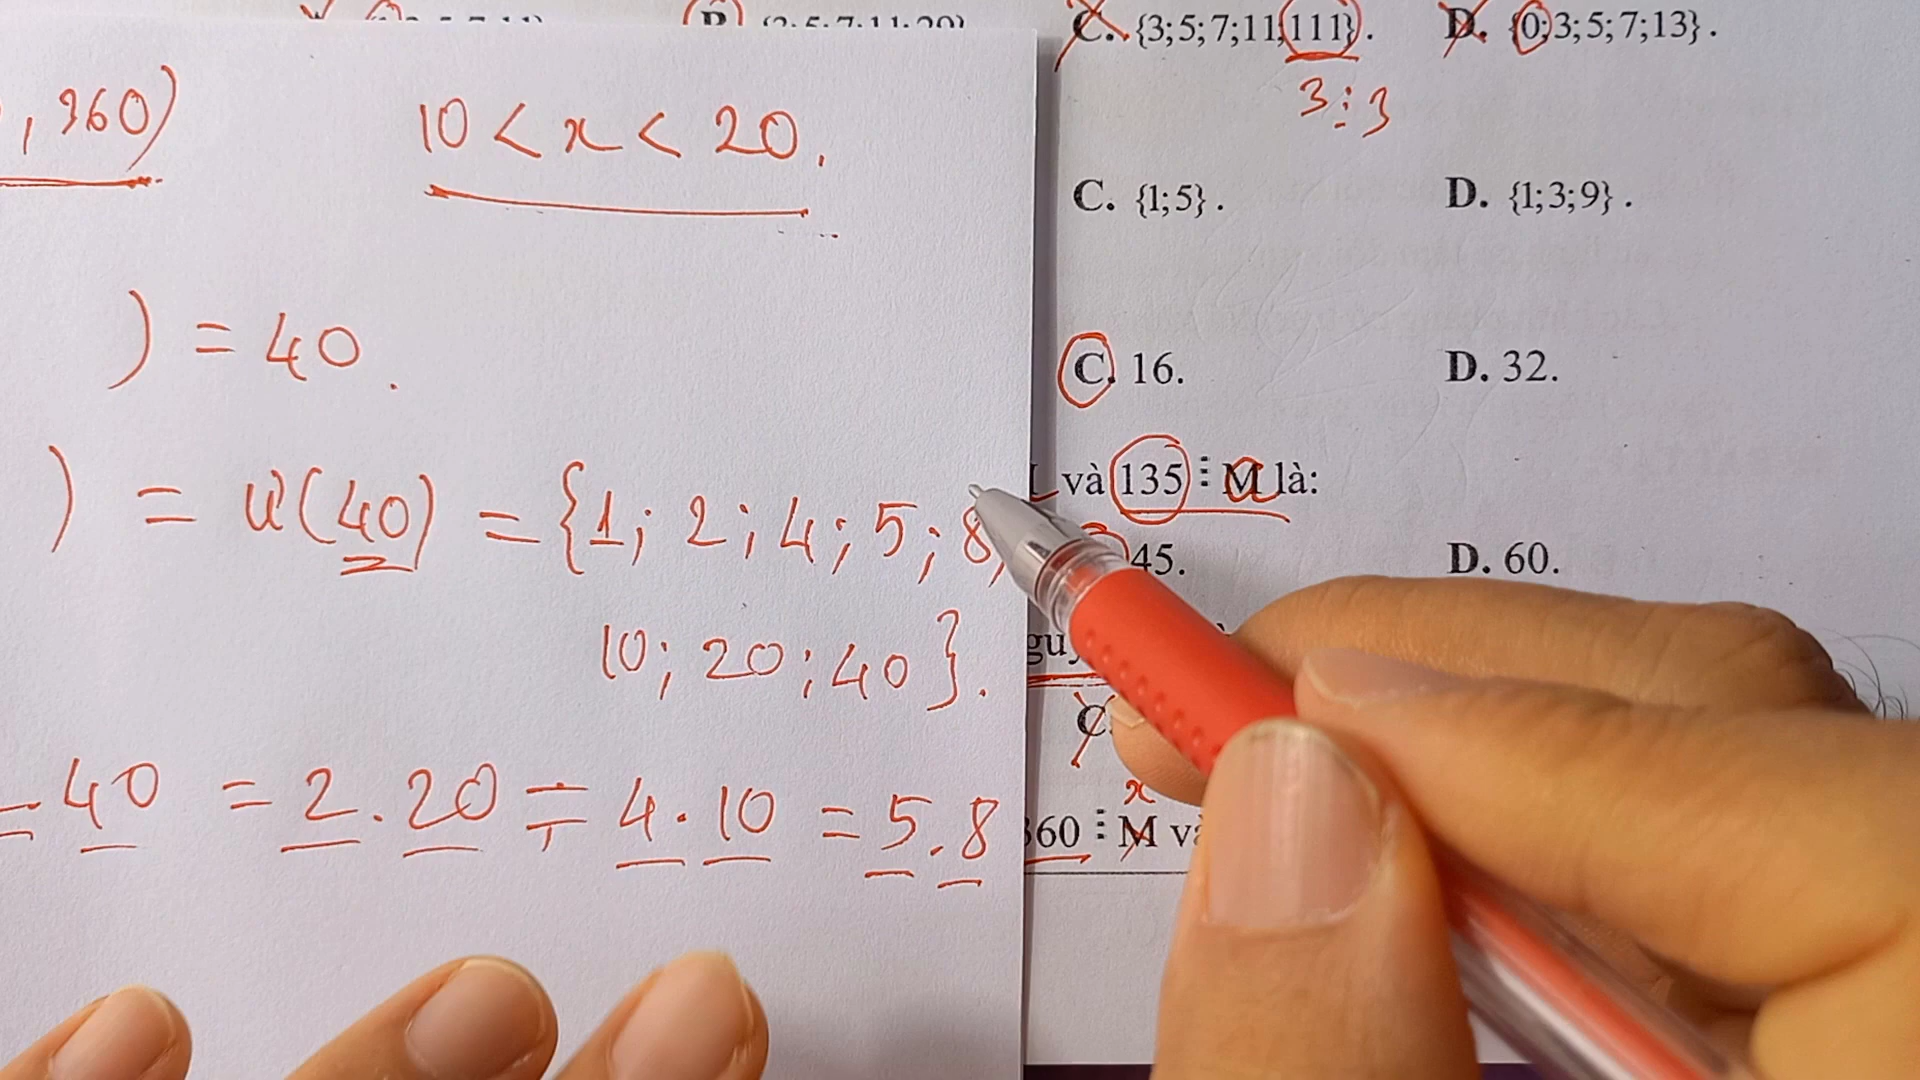 , 360)
10 < x < 20.
) = 40.
) = Ư(40) = {1; 2; 4; 5; 8;
10; 20; 40}.
= 40 = 2.20 = 4.10 = 5.8
C. {3;5;7;11;111}. D. {0;3;5;7;13}.
3⋮3
C. {1;5}. D. {1;3;9}.
C. 16. D. 32.
và 135 ⋮ M là:
45. D. 60.
C.
x
360 ⋮ M